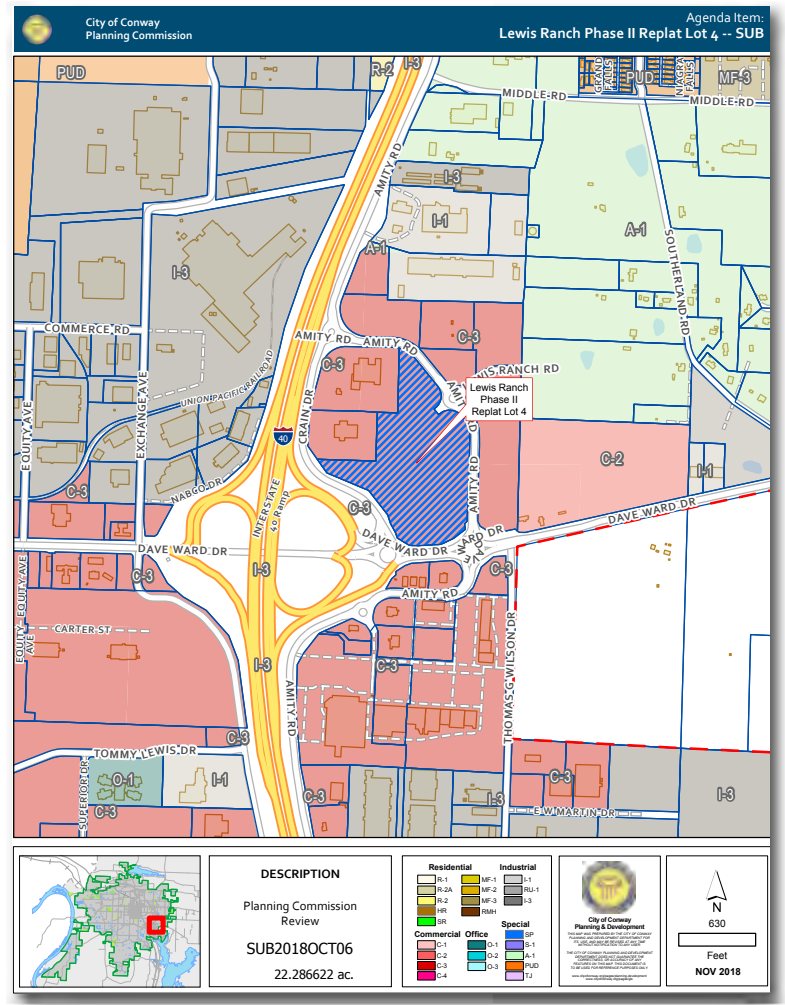 City of Conway
Planning Commission
Agenda Item:
Lewis Ranch Phase II Replat Lot 4 -- SUB
PUD
R-2
I-3
GRAND FALLS
PUD
NIAGRA FALLS
MF-3
MIDDLE RD
MIDDLE RD
AMITY RD
I-3
I-1
A-1
A-1
SOUTHERLAND RD
I-3
COMMERCE RD
AMITY RD
AMITY RD
C-3
C-3
UNION PACIFIC RAILROAD
EXCHANGE AVE
EQUITY AVE
CRAIN DR
Lewis Ranch
Phase II
Replat Lot 4
40
C-2
I-1
C-3
NABCO DR
INTERSTATE
40 Ramp
C-3
AMITY RD
DAVE WARD DR
DAVE WARD DR
DAVE WARD DR
I-3
C-3
C-3
EQUITY AVE
EQUITY AVE
AMITY RD
CARTER ST
I-3
C-3
THOMAS G WILSON DR
AMITY RD
C-3
TOMMY LEWIS DR
SUPERIOR DR
O-1
I-1
C-3
C-3
I-3
C-3
I-3
E W MARTIN DR
DESCRIPTION
Planning Commission
Review
SUB2018OCT06
22.286622 ac.
Residential
R-1
R-2A
R-2
HR
SR
MF-1
MF-2
MF-3
RMH
Industrial
I-1
RU-1
I-3
Commercial
C-1
C-2
C-3
C-4
Office
O-1
O-2
O-3
Special
SP
S-1
A-1
PUD
TJ
City of Conway
Planning & Development
N
630
Feet
NOV 2018